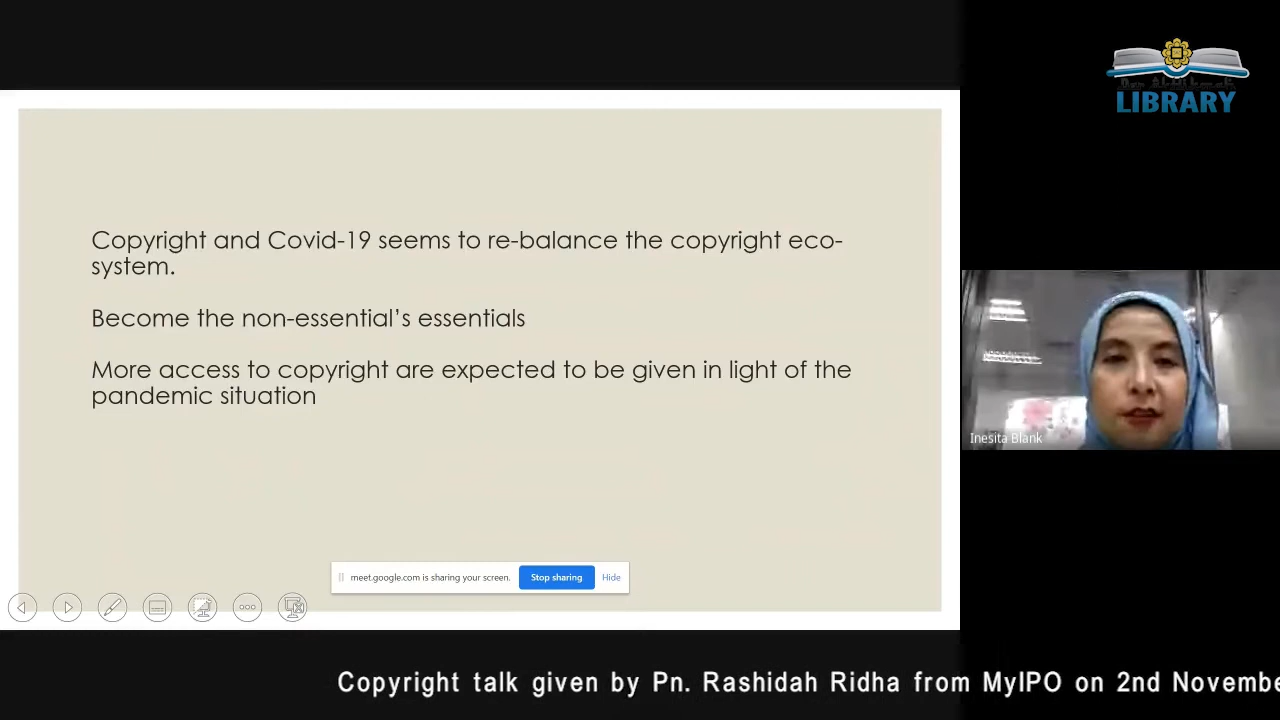 LIBRARY
Copyright and Covid-19 seems to re-balance the copyright eco-
system.
Become the non-essential's essentials
More access to copyright are expected to be given in light of the
pandemic situation
Inesita Blank
meet.google.com is sharing your screen. Stop sharing Hide
Copyright talk given by Pn. Rashidah Ridha from MyIPO on 2nd Novembe